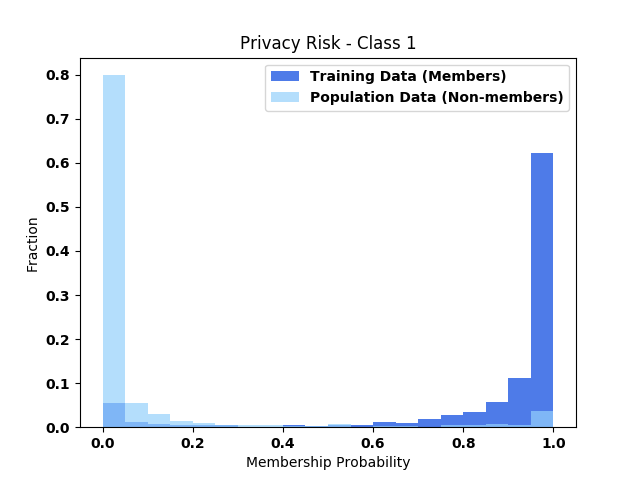 Privacy Risk - Class 1
Training Data (Members)
Population Data (Non-members)
Fraction
0.8
0.7
0.6
0.5
0.4
0.3
0.2
0.1
0.0
0.0 0.2 0.4 0.6 0.8 1.0
Membership Probability